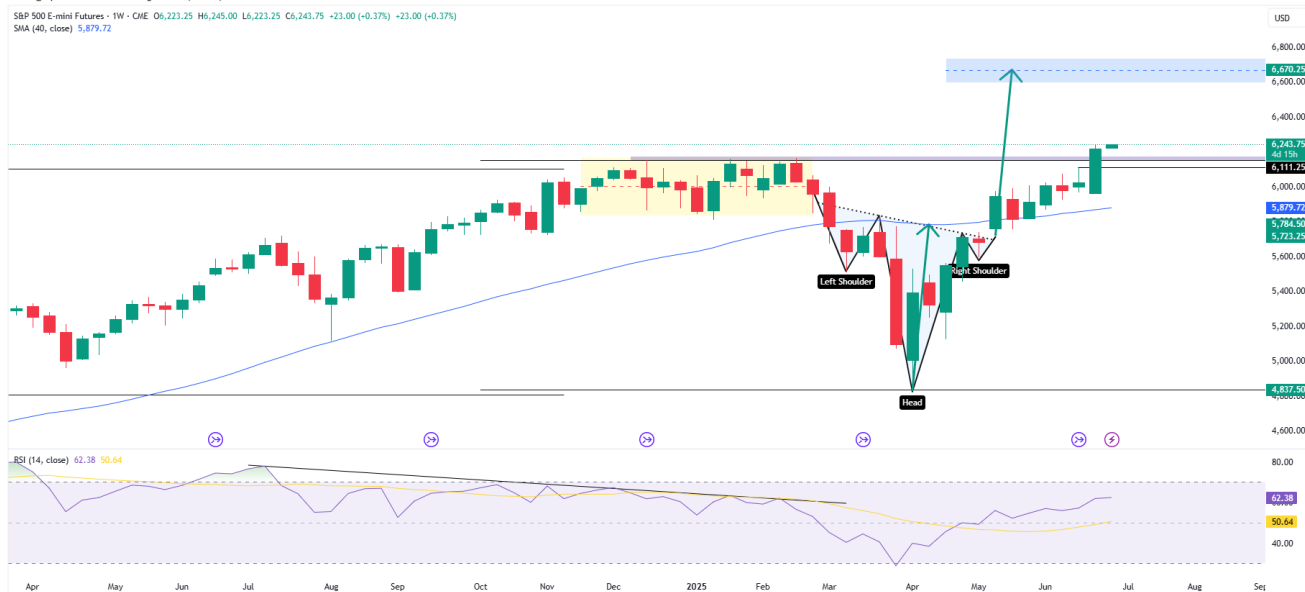 S&P 500 E-mini Futures · 1W · CME O6,223.25 H6,245.00 L6,223.25 C6,243.75 +23.00 (+0.37%) +23.00 (+0.37%)
SMA (40, close) 5,879.72
USD
6,800.00
6,670.25
6,600.00
6,400.00
6,243.75
4d 15h
6,111.25
6,000.00
5,879.72
5,784.50
5,723.25
5,600.00
5,400.00
5,200.00
5,000.00
4,837.50
4,800.00
4,600.00
Left Shoulder
Right Shoulder
Head
RSI (14, close) 62.38 50.64
80.00
62.38
50.64
40.00
Apr May Jun Jul Aug Sep Oct Nov Dec 2025 Feb Mar Apr May Jun Jul Aug Sep